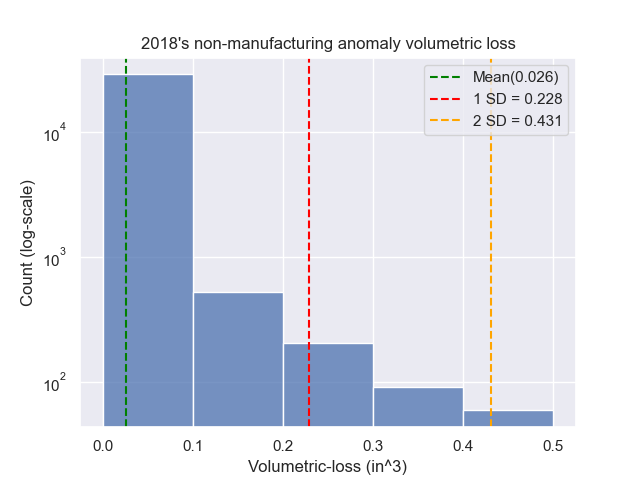 2018's non-manufacturing anomaly volumetric loss
Mean(0.026)
1 SD = 0.228
2 SD = 0.431
Count (log-scale)
10^4
10^3
10^2
0.0 0.1 0.2 0.3 0.4 0.5
Volumetric-loss (in^3)